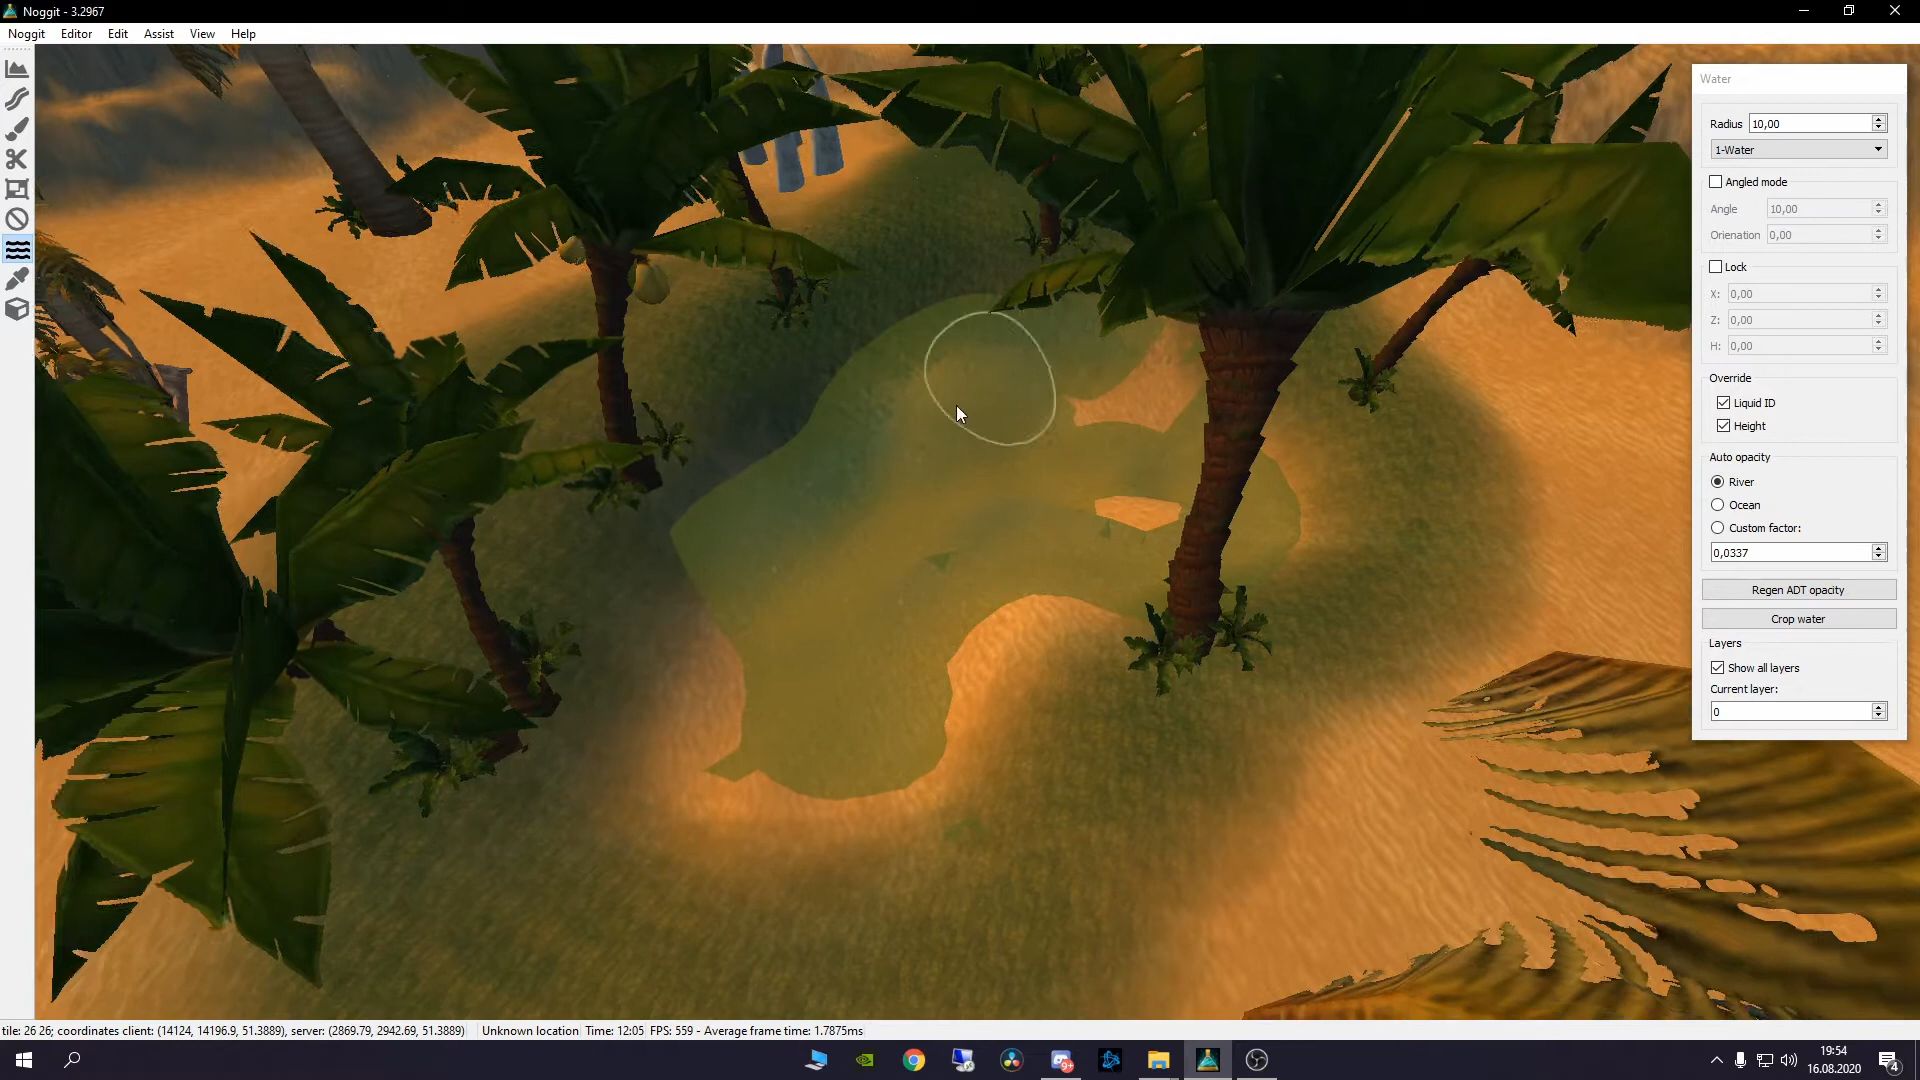 Noggit - 3.2967
Noggit Editor Edit Assist View Help
Water
Radius 10,00
1-Water
Angled mode
Angle 10,00
Orienation 0,00
Lock
X: 0,00
Z: 0,00
H: 0,00
Override
Liquid ID
Height
Auto opacity
River
Ocean
Custom factor:
0,0337
Regen ADT opacity
Crop water
Layers
Show all layers
Current layer:
0
tile: 26 26; coordinates client: (14124, 14196.9, 51.3889), server: (2869.79, 2942.69, 51.3889) Unknown location Time: 12:05 FPS: 559 - Average frame time: 1.7875ms
9+
19:54
16.08.2020
4